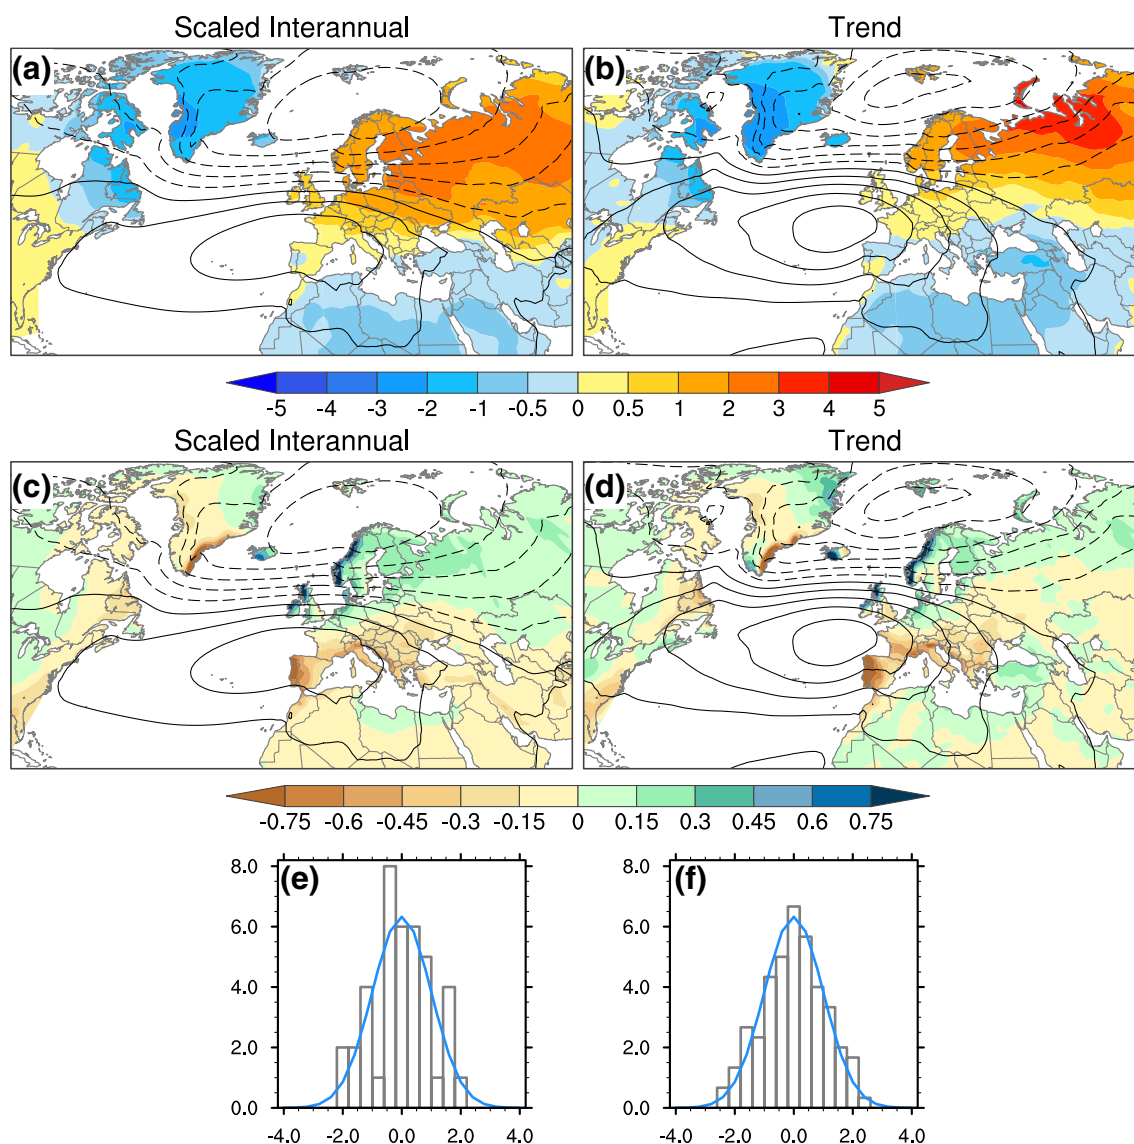 Scaled Interannual Trend
(a) (b)
-5 -4 -3 -2 -1 -0.5 0 0.5 1 2 3 4 5
Scaled Interannual Trend
(c) (d)
-0.75 -0.6 -0.45 -0.3 -0.15 0 0.15 0.3 0.45 0.6 0.75
(e) (f)
8.0 8.0
6.0 6.0
4.0 4.0
2.0 2.0
0.0 0.0
-4.0 -2.0 0.0 2.0 4.0 -4.0 -2.0 0.0 2.0 4.0